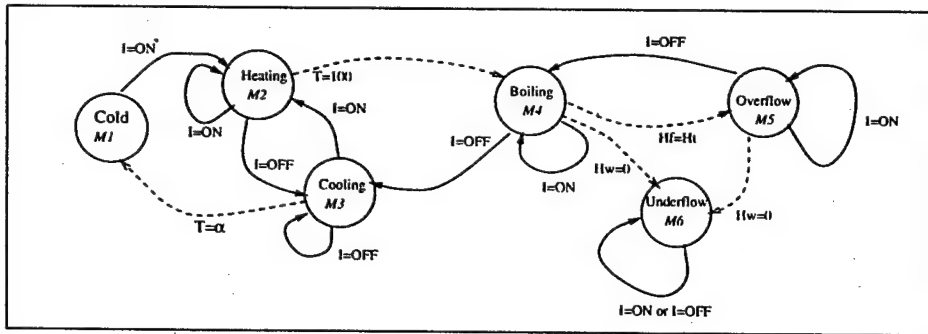 I=ON
Heating
M2
T=100
I=OFF
Boiling
M4
Overflow
M5
Cold
M1
I=ON
I=ON
Hf=Ht
I=ON
I=OFF
I=OFF
Hw=0
I=ON
Cooling
M3
Underflow
M6
Hw=0
T=α
I=OFF
I=ON or I=OFF